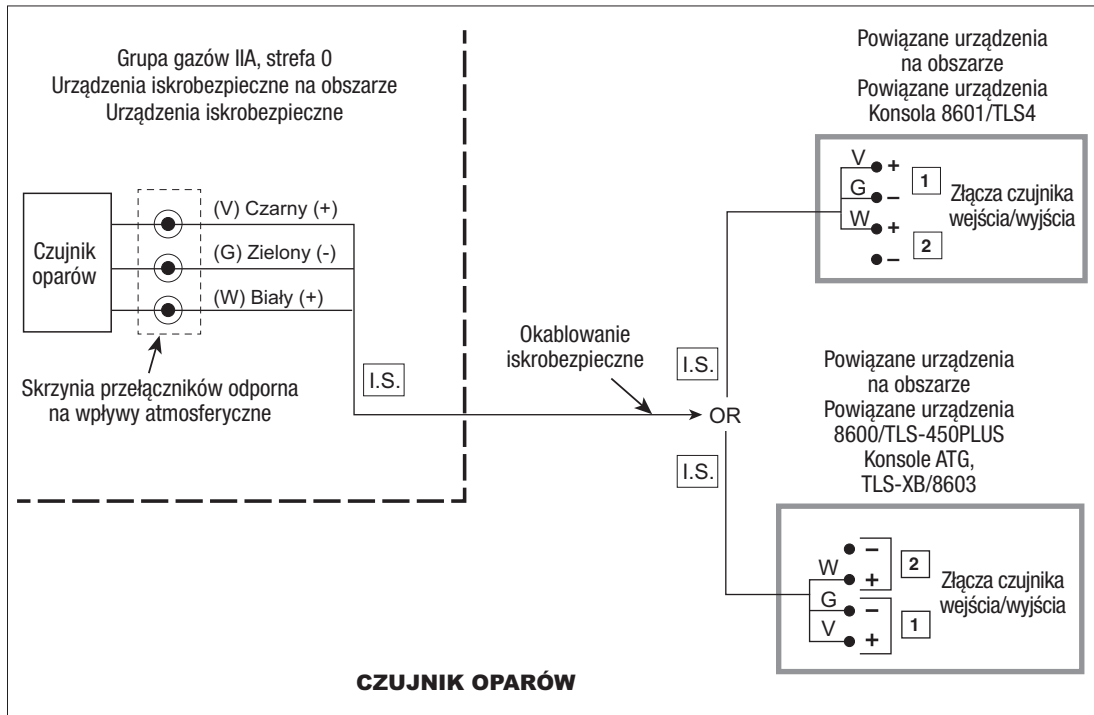 Grupa gazów IIA, strefa 0
Urządzenia iskrobezpieczne na obszarze
Urządzenia iskrobezpieczne
Czujnik
oparów
(V) Czarny (+)
(G) Zielony (-)
(W) Biały (+)
Skrzynia przełączników odporna
na wpływy atmosferyczne
I.S.
Okablowanie
iskrobezpieczne
I.S.
OR
I.S.
Powiązane urządzenia
na obszarze
Powiązane urządzenia
Konsola 8601/TLS4
V +
G −
1
W +
2
−
Złącza czujnika
wejścia/wyjścia
Powiązane urządzenia
na obszarze
Powiązane urządzenia
8600/TLS-450PLUS
Konsole ATG,
TLS-XB/8603
−
W +
2
G −
V +
1
Złącza czujnika
wejścia/wyjścia
CZUJNIK OPARÓW